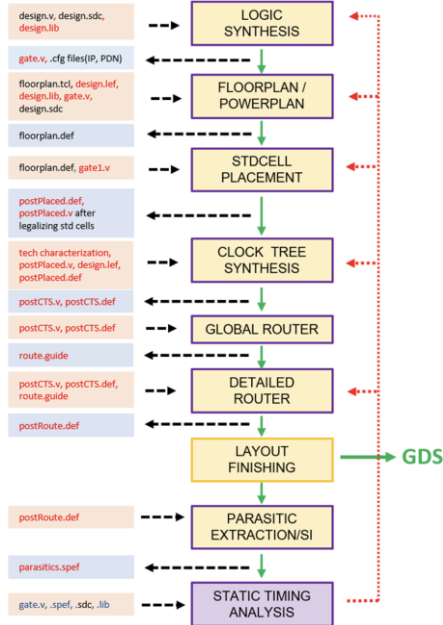 design.v, design.sdc,
design.lib
LOGIC
SYNTHESIS
gate.v, .cfg files(IP, PDN)
floorplan.tcl, design.lef,
design.lib, gate.v,
design.sdc
FLOORPLAN /
POWERPLAN
floorplan.def
floorplan.def, gate1.v
STDCELL
PLACEMENT
postPlaced.def,
postPlaced.v after
legalizing std cells
tech characterization,
postPlaced.v, design.lef,
postPlaced.def
CLOCK TREE
SYNTHESIS
postCTS.v, postCTS.def
postCTS.v, postCTS.def
GLOBAL ROUTER
route.guide
postCTS.v, postCTS.def,
route.guide
DETAILED
ROUTER
postRoute.def
LAYOUT
FINISHING
GDS
postRoute.def
PARASITIC
EXTRACTION/SI
parasitics.spef
gate.v, .spef, .sdc, .lib
STATIC TIMING
ANALYSIS